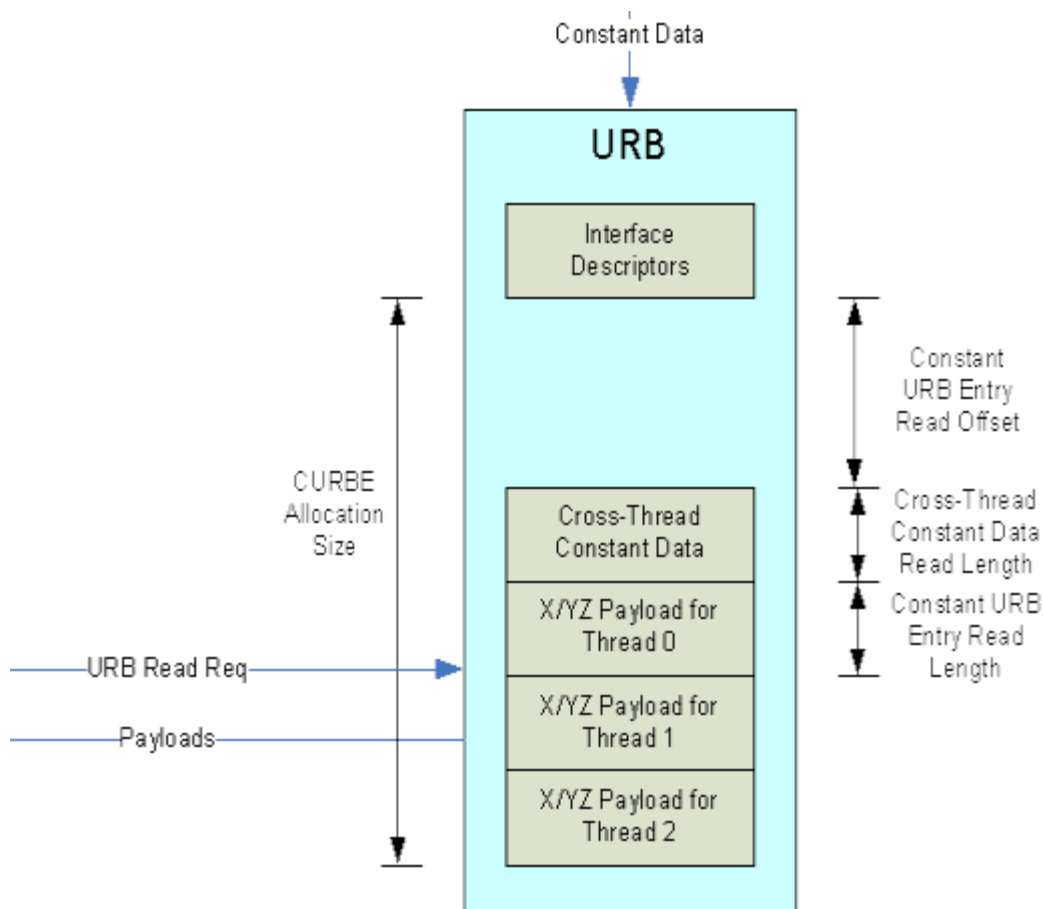 Constant Data
URB
Interface
Descriptors
Constant
URB Entry
Read Offset
CURBE
Allocation
Size
Cross-Thread
Constant Data
Cross-Thread
Constant Data
Read Length
X/YZ Payload for
Thread 0
Constant URB
Entry Read
Length
URB Read Req
X/YZ Payload for
Thread 1
Payloads
X/YZ Payload for
Thread 2